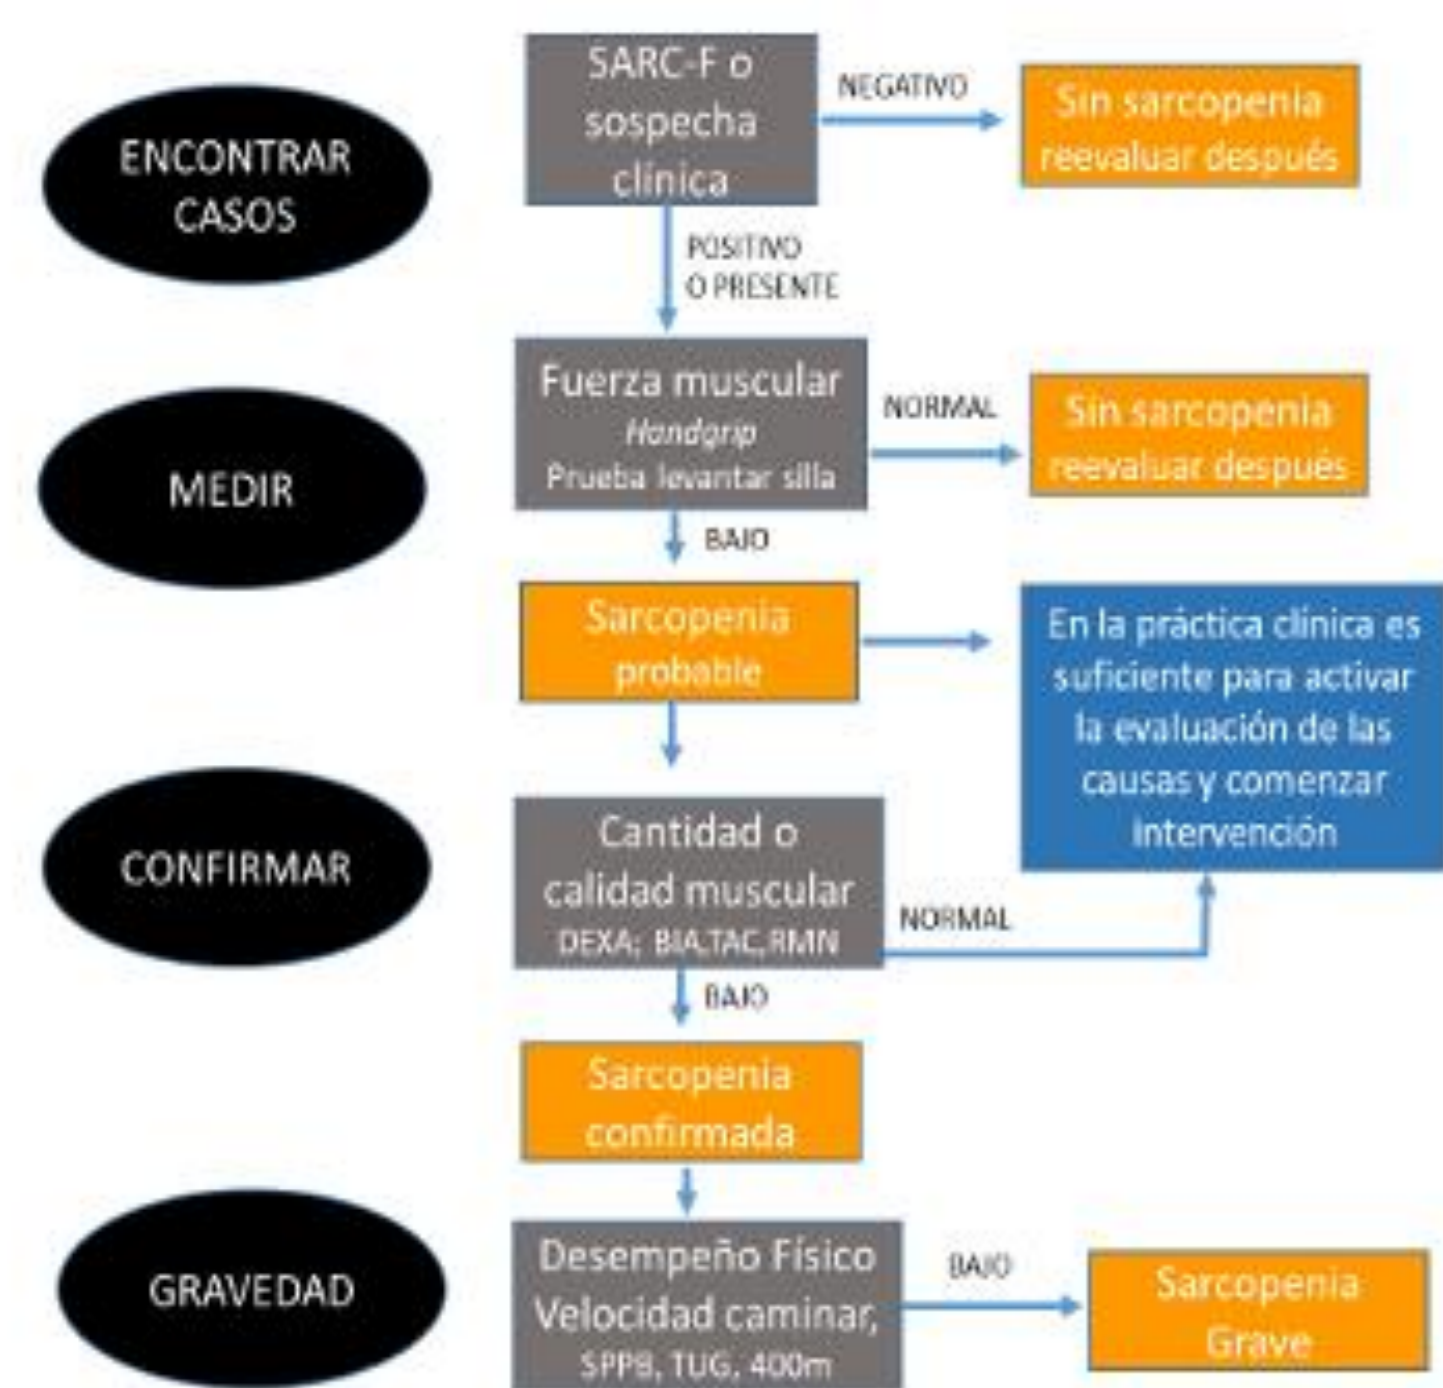 ENCONTRAR
CASOS
SARC-F o
sospecha
clínica
NEGATIVO
Sin sarcopenia
reevaluar después
POSITIVO
O PRESENTE
MEDIR
Fuerza muscular
Handgrip
Prueba levantar silla
NORMAL
Sin sarcopenia
reevaluar después
BAJO
Sarcopenia
probable
En la práctica clínica es
suficiente para activar
la evaluación de las
causas y comenzar
intervención
CONFIRMAR
Cantidad o
calidad muscular
DEXA; BIA.TAC,RMN
NORMAL
BAJO
Sarcopenia
confirmada
GRAVEDAD
Desempeño Físico
Velocidad caminar,
SPPB, TUG, 400m
BAJO
Sarcopenia
Grave